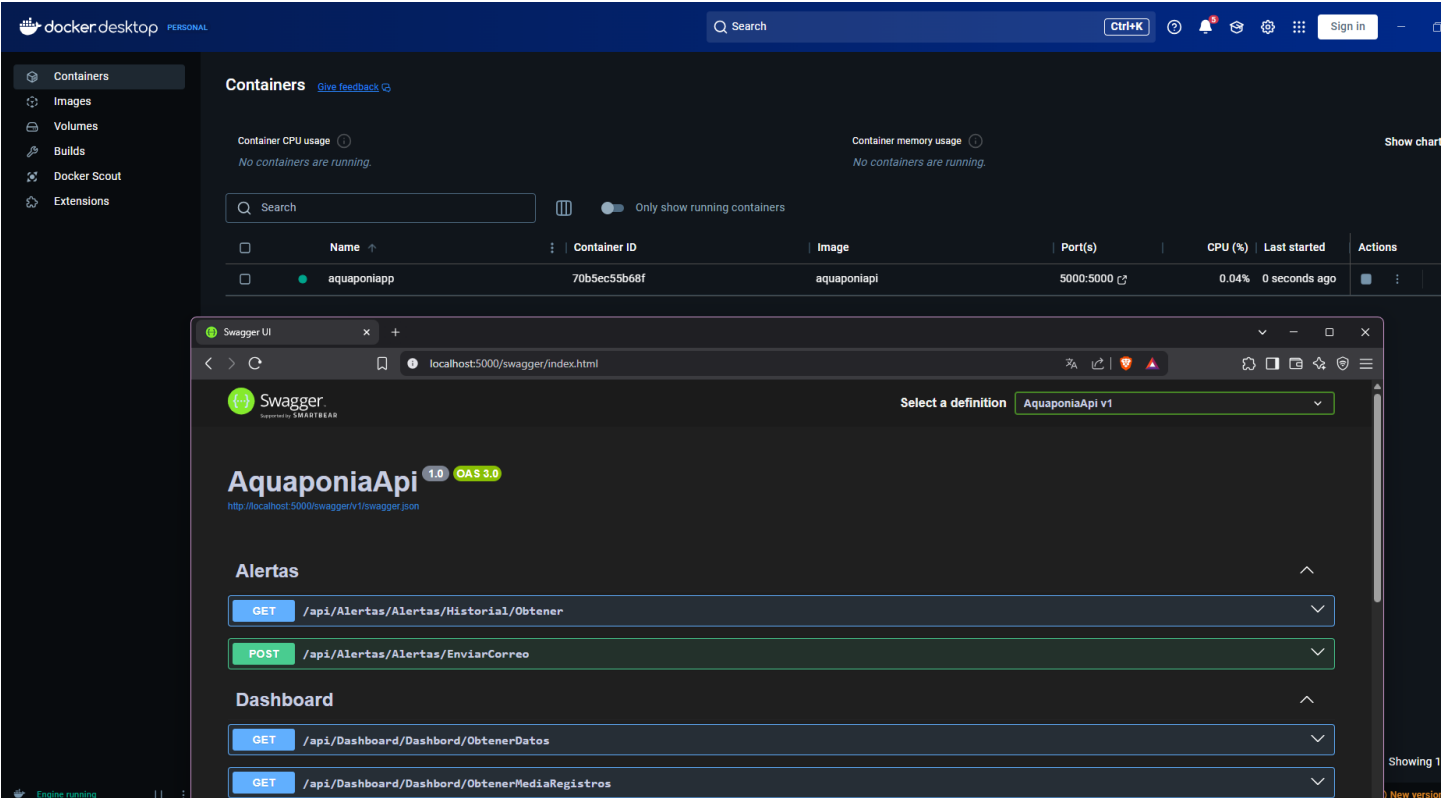 docker.desktop PERSONAL
Search
Ctrl+K
5
Sign in
Containers
Images
Volumes
Builds
Docker Scout
Extensions
Containers Give feedback
Container CPU usage
No containers are running.
Container memory usage
No containers are running.
Show chart
Search
Only show running containers
Name Container ID Image Port(s) CPU (%) Last started Actions
aquaponiapp 70b5ec55b68f aquaponiapi 5000:5000 0.04% 0 seconds ago
Swagger UI
localhost:5000/swagger/index.html
Swagger.
Supported by SMARTBEAR
Select a definition AquaponiaApi v1
AquaponiaApi 1.0 OAS 3.0
http://localhost:5000/swagger/v1/swagger.json
Alertas
GET /api/Alertas/Alertas/Historial/Obtener
POST /api/Alertas/Alertas/EnviarCorreo
Dashboard
GET /api/Dashboard/Dashbord/ObtenerDatos
GET /api/Dashboard/Dashbord/ObtenerMediaRegistros
Showing 1
Engine running
New version